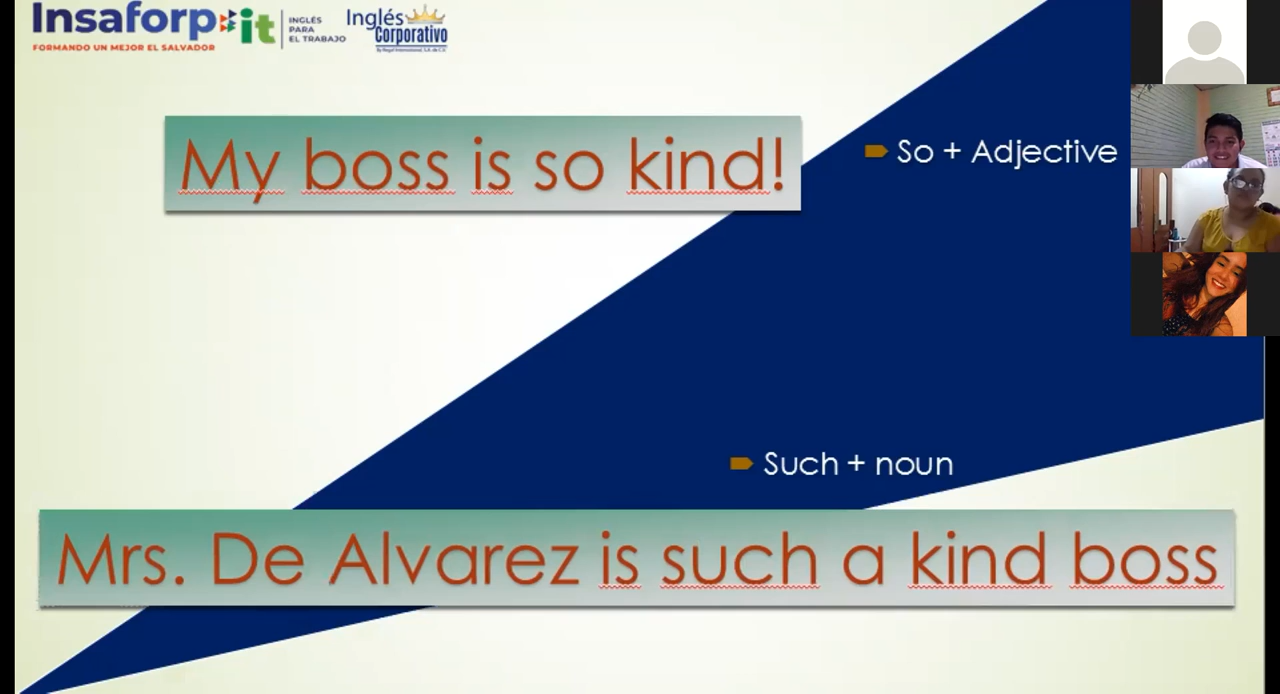 Insaforp it
FORMANDO UN MEJOR EL SALVADOR
INGLÉS
PARA
EL TRABAJO
Inglés
Corporativo
My boss is so kind!
So + Adjective
Such + noun
Mrs. De Alvarez is such a kind boss